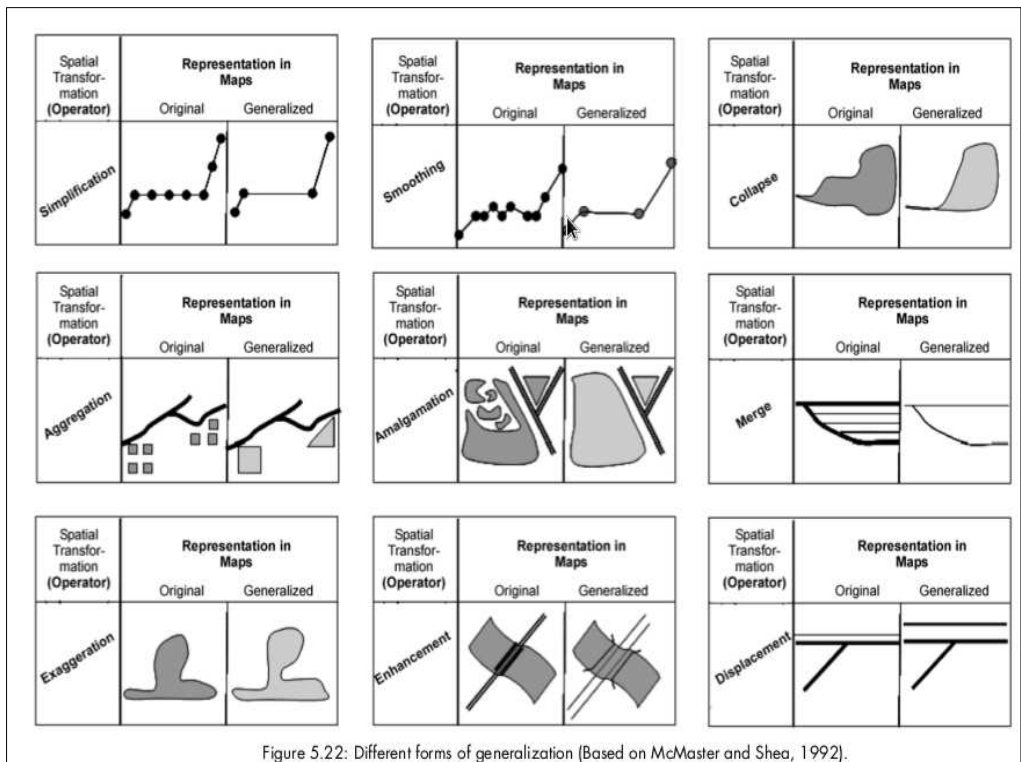 Spatial
Transfor-
mation
(Operator)
Representation in
Maps
Original Generalized
Simplification
Spatial
Transfor-
mation
(Operator)
Representation in
Maps
Original Generalized
Smoothing
Spatial
Transfor-
mation
(Operator)
Representation in
Maps
Original Generalized
Collapse
Spatial
Transfor-
mation
(Operator)
Representation in
Maps
Original Generalized
Aggregation
Spatial
Transfor-
mation
(Operator)
Representation in
Maps
Original Generalized
Amalgamation
Spatial
Transfor-
mation
(Operator)
Representation in
Maps
Original Generalized
Merge
Spatial
Transfor-
mation
(Operator)
Representation in
Maps
Original Generalized
Exaggeration
Spatial
Transfor-
mation
(Operator)
Representation in
Maps
Original Generalized
Enhancement
Spatial
Transfor-
mation
(Operator)
Representation in
Maps
Original Generalized
Displacement
Figure 5.22: Different forms of generalization (Based on McMaster and Shea, 1992).